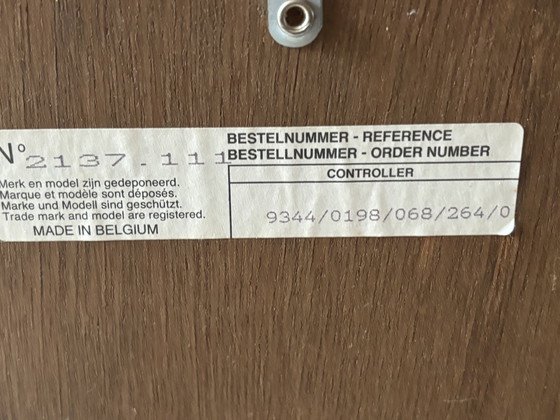 Nº 2137.111
Merk en model zijn gedeponeerd.
Marque et modèle sont déposés.
Marke und Modell sind geschützt.
Trade mark and model are registered.
MADE IN BELGIUM
BESTELNUMMER - REFERENCE
BESTELLNUMMER - ORDER NUMBER
CONTROLLER
9344/0198/068/264/0